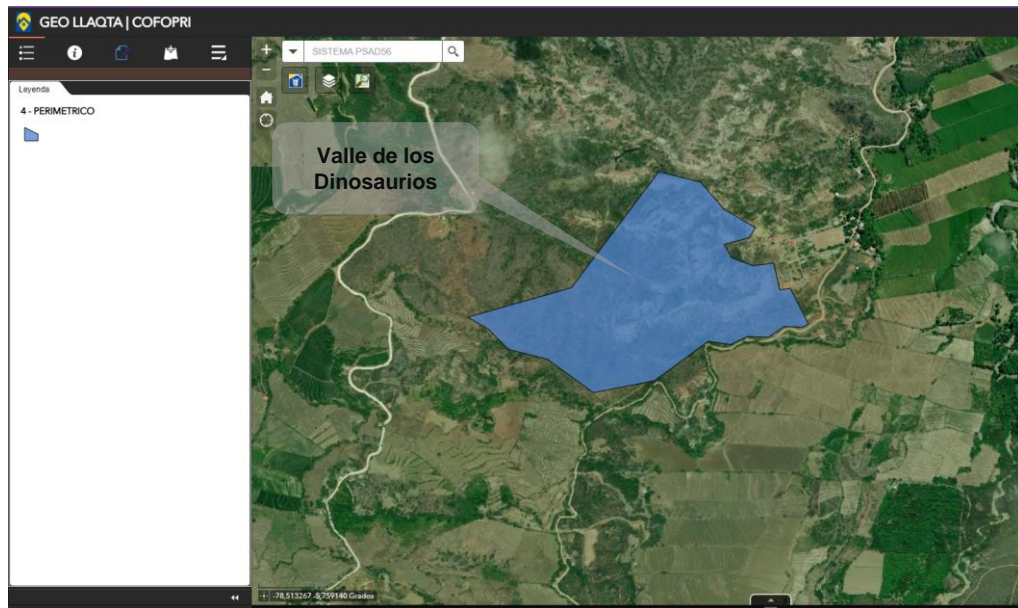 GEO LLAQTA | COFOPRI
SISTEMA PSAD56
Leyenda
4 - PERIMETRICO
Valle de los
Dinosaurios
-78,513267 -5,759140 Grados